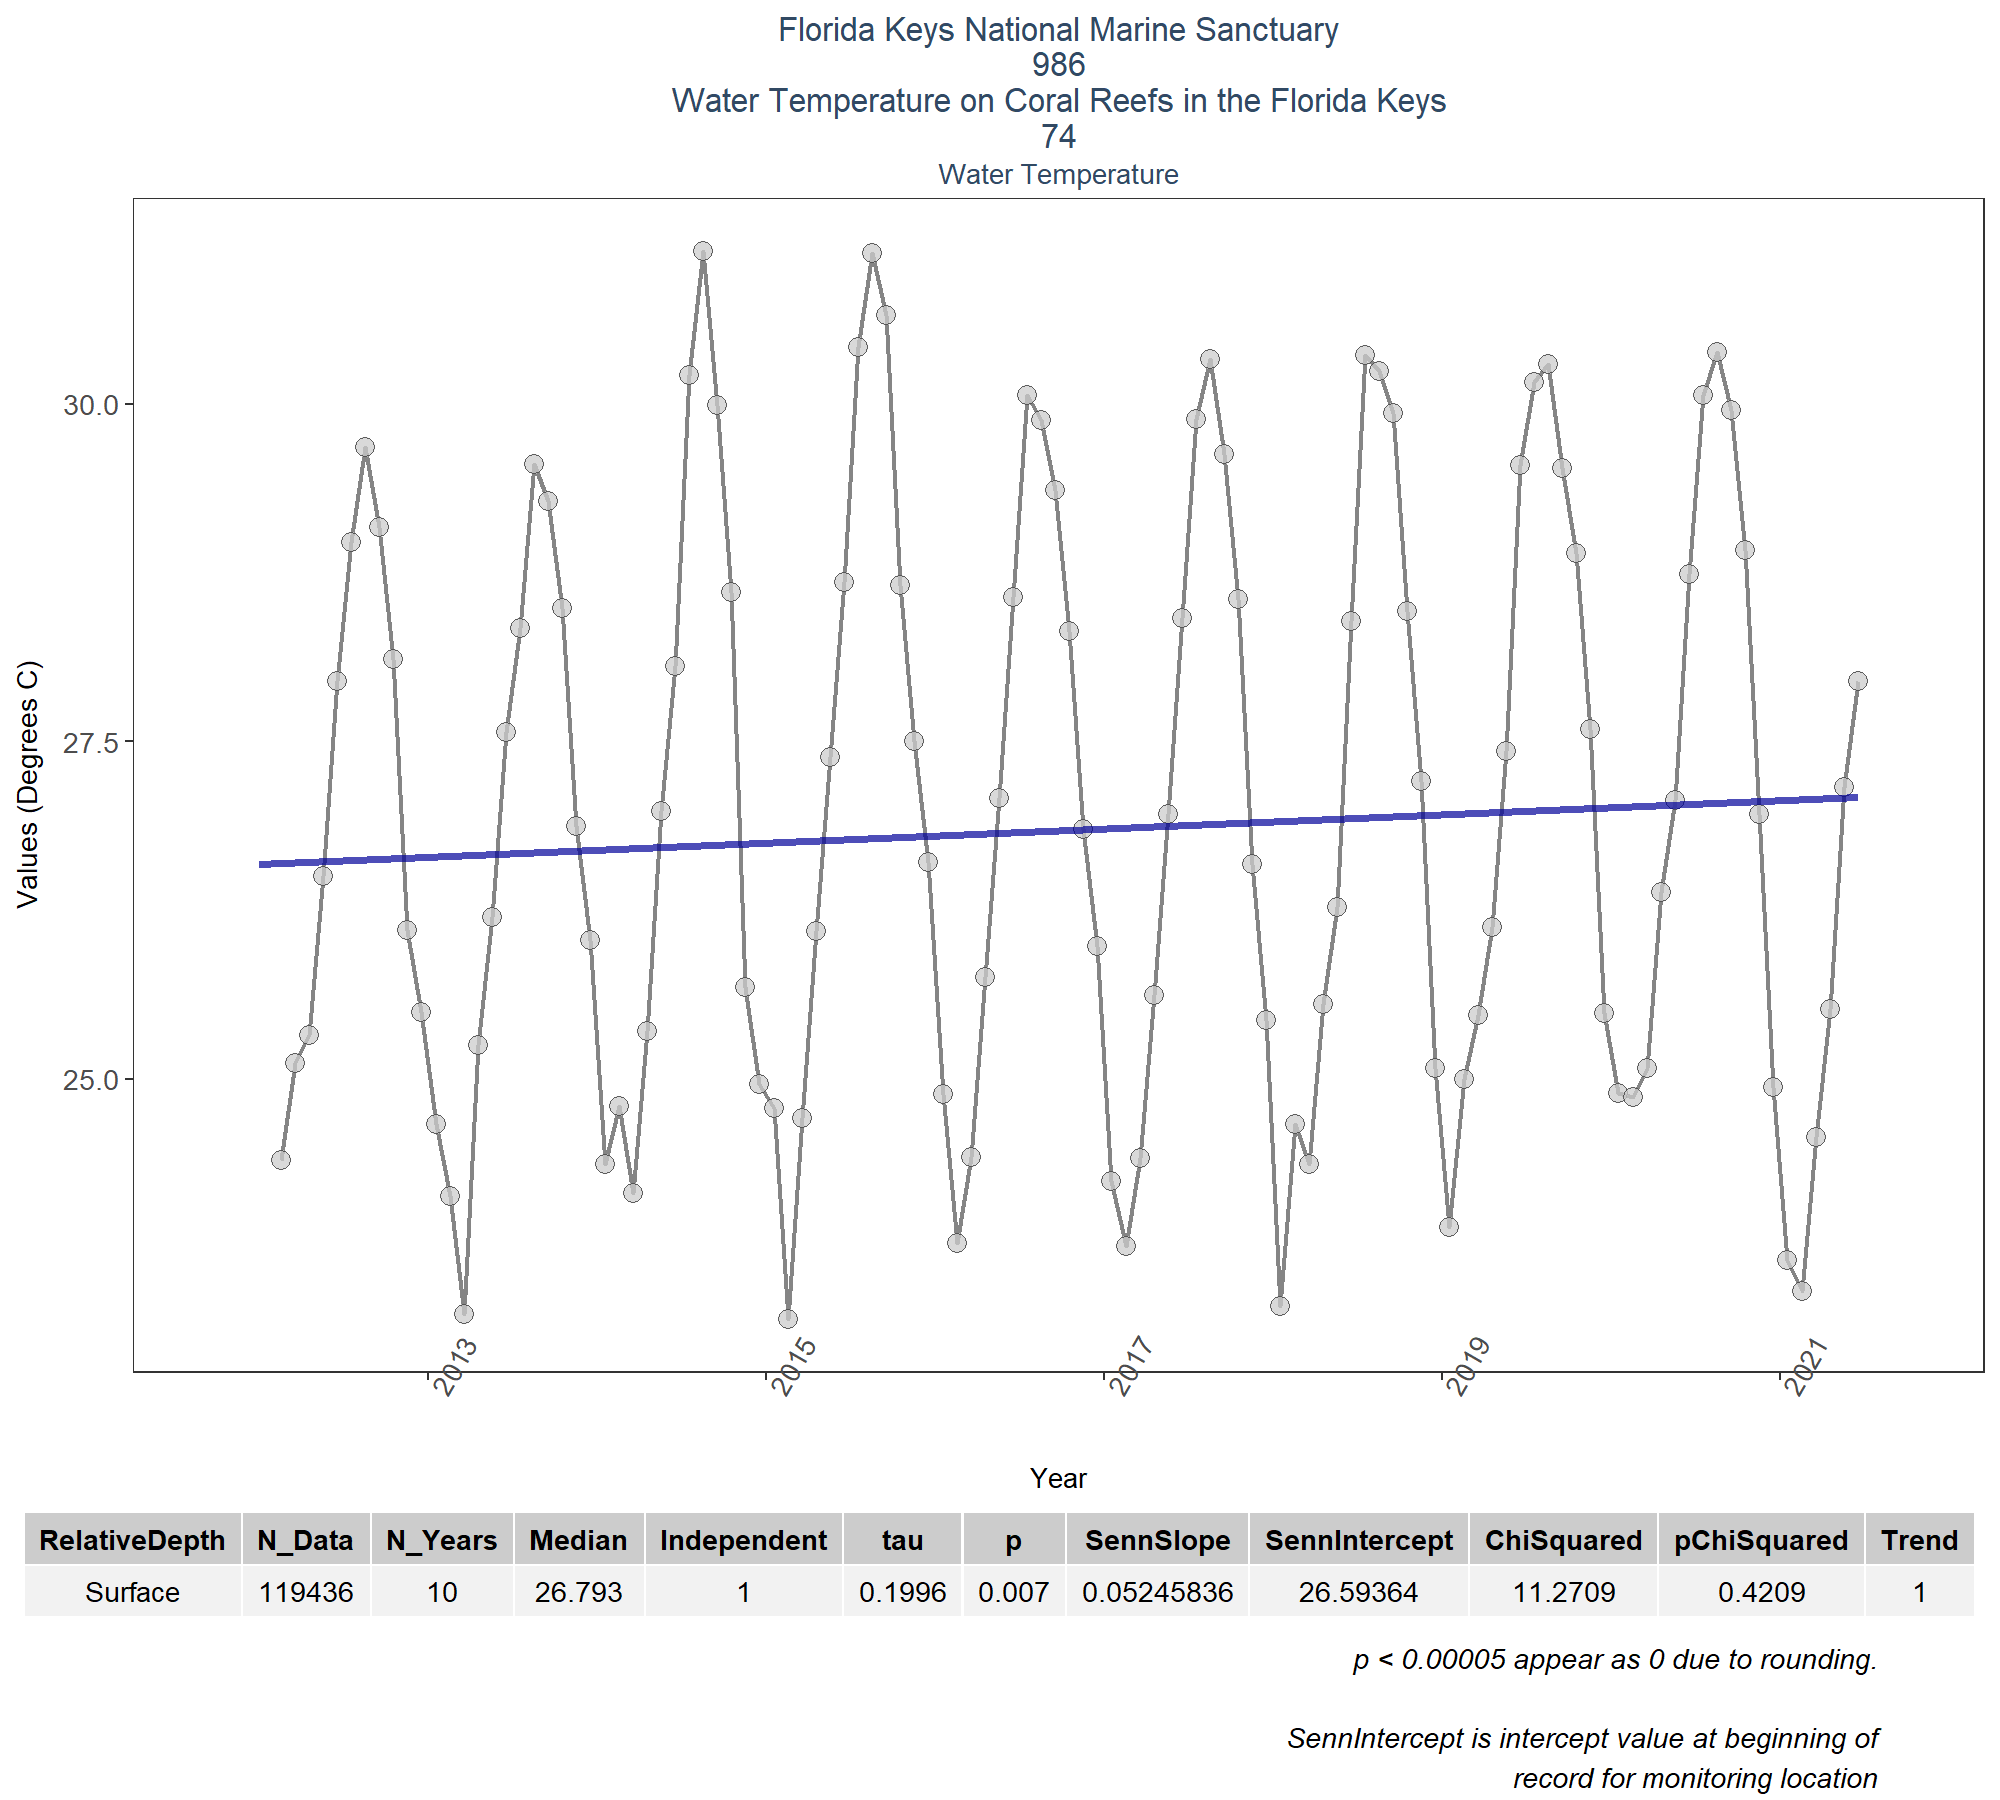 Florida Keys National Marine Sanctuary
986
Water Temperature on Coral Reefs in the Florida Keys
74
Water Temperature
Values (Degrees C)
30.0
27.5
25.0
2013
2015
2017
2019
2021
Year
RelativeDepth N_Data N_Years Median Independent tau p SennSlope SennIntercept ChiSquared pChiSquared Trend
Surface 119436 10 26.793 1 0.1996 0.007 0.05245836 26.59364 11.2709 0.4209 1
p < 0.00005 appear as 0 due to rounding.
SennIntercept is intercept value at beginning of
record for monitoring location